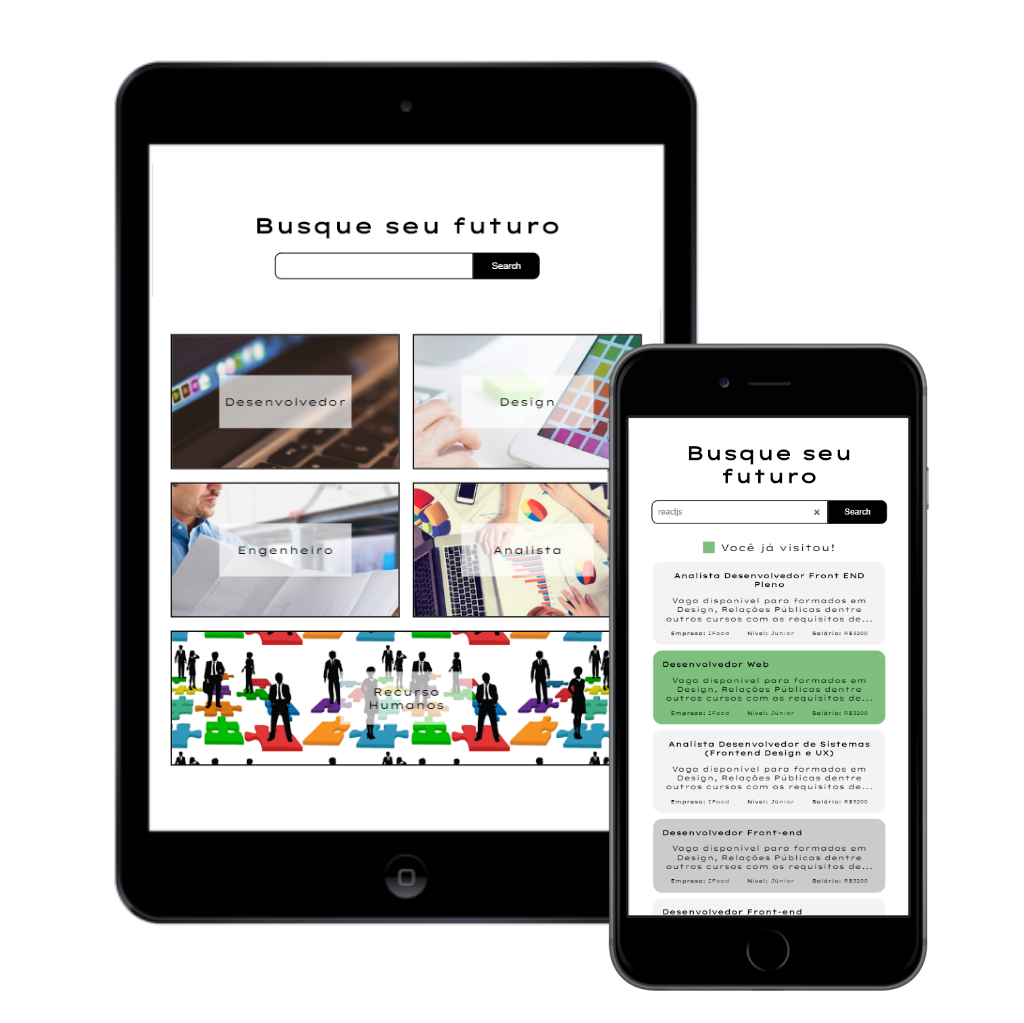 Busque seu futuro
Search
Desenvolvedor
Design
Engenheiro
Analista
Recurso
Humanos
Busque seu
futuro
reactjs × Search
Você já visitou!
Analista Desenvolvedor Front END
Pleno
Vaga disponivel para formados em
Design, Relações Públicas dentre
outros cursos com os requisitos de...
Empresa: IFood Nível: Júnior Salário: R$3200
Desenvolvedor Web
Vaga disponivel para formados em
Design, Relações Públicas dentre
outros cursos com os requisitos de...
Empresa: IFood Nível: Júnior Salário: R$3200
Analista Desenvolvedor de Sistemas
(Frontend Design e UX)
Vaga disponivel para formados em
Design, Relações Públicas dentre
outros cursos com os requisitos de...
Empresa: IFood Nível: Júnior Salário: R$3200
Desenvolvedor Front-end
Vaga disponivel para formados em
Design, Relações Públicas dentre
outros cursos com os requisitos de...
Empresa: IFood Nível: Júnior Salário: R$3200
Desenvolvedor Front-end